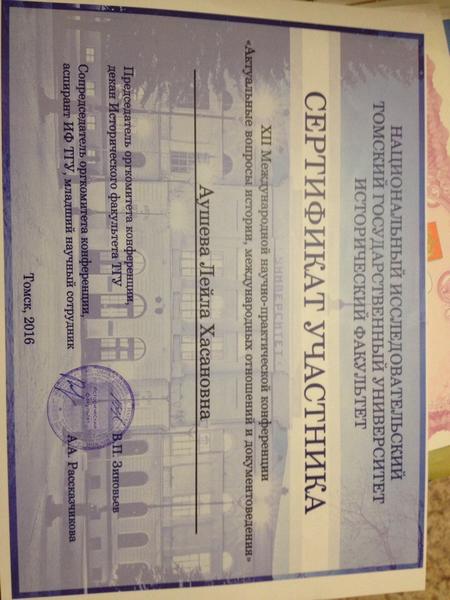 НАЦИОНАЛЬНЫЙ ИССЛЕДОВАТЕЛЬСКИЙ
ТОМСКИЙ ГОСУДАРСТВЕННЫЙ УНИВЕРСИТЕТ
ИСТОРИЧЕСКИЙ ФАКУЛЬТЕТ
СЕРТИФИКАТ УЧАСТНИКА
XII Международной научно-практической конференции
«Актуальные вопросы истории, международных отношений и документоведения»
Аушева Лейла Хасановна
Председатель оргкомитета конференции,
декан Исторического факультета ТГУ
В.П. Зиновьев
Сопредседатель оргкомитета конференции,
аспирант ИФ ТГУ, младший научный сотрудник
А.А. Рассказчикова
Томск, 2016